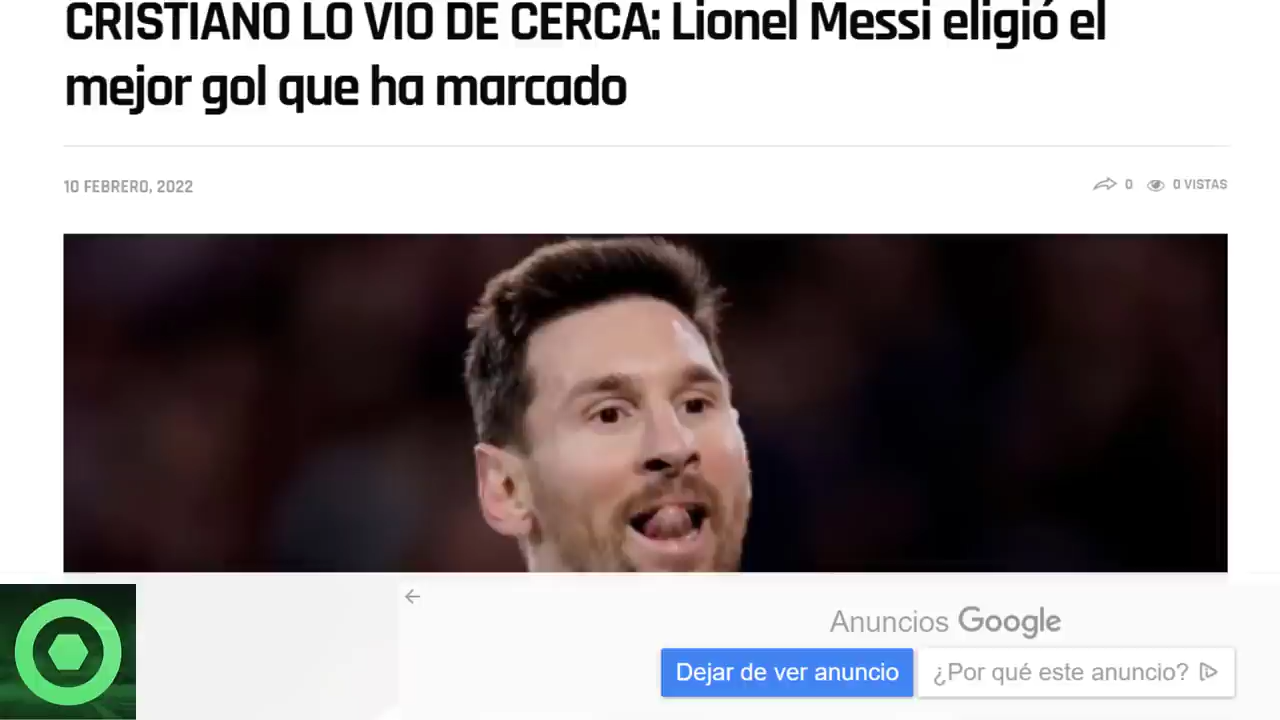 CRISTIANO LO VIO DE CERCA: Lionel Messi eligió el
mejor gol que ha marcado
10 FEBRERO, 2022
0
0 VISTAS
Anuncios Google
Dejar de ver anuncio
¿Por qué este anuncio?